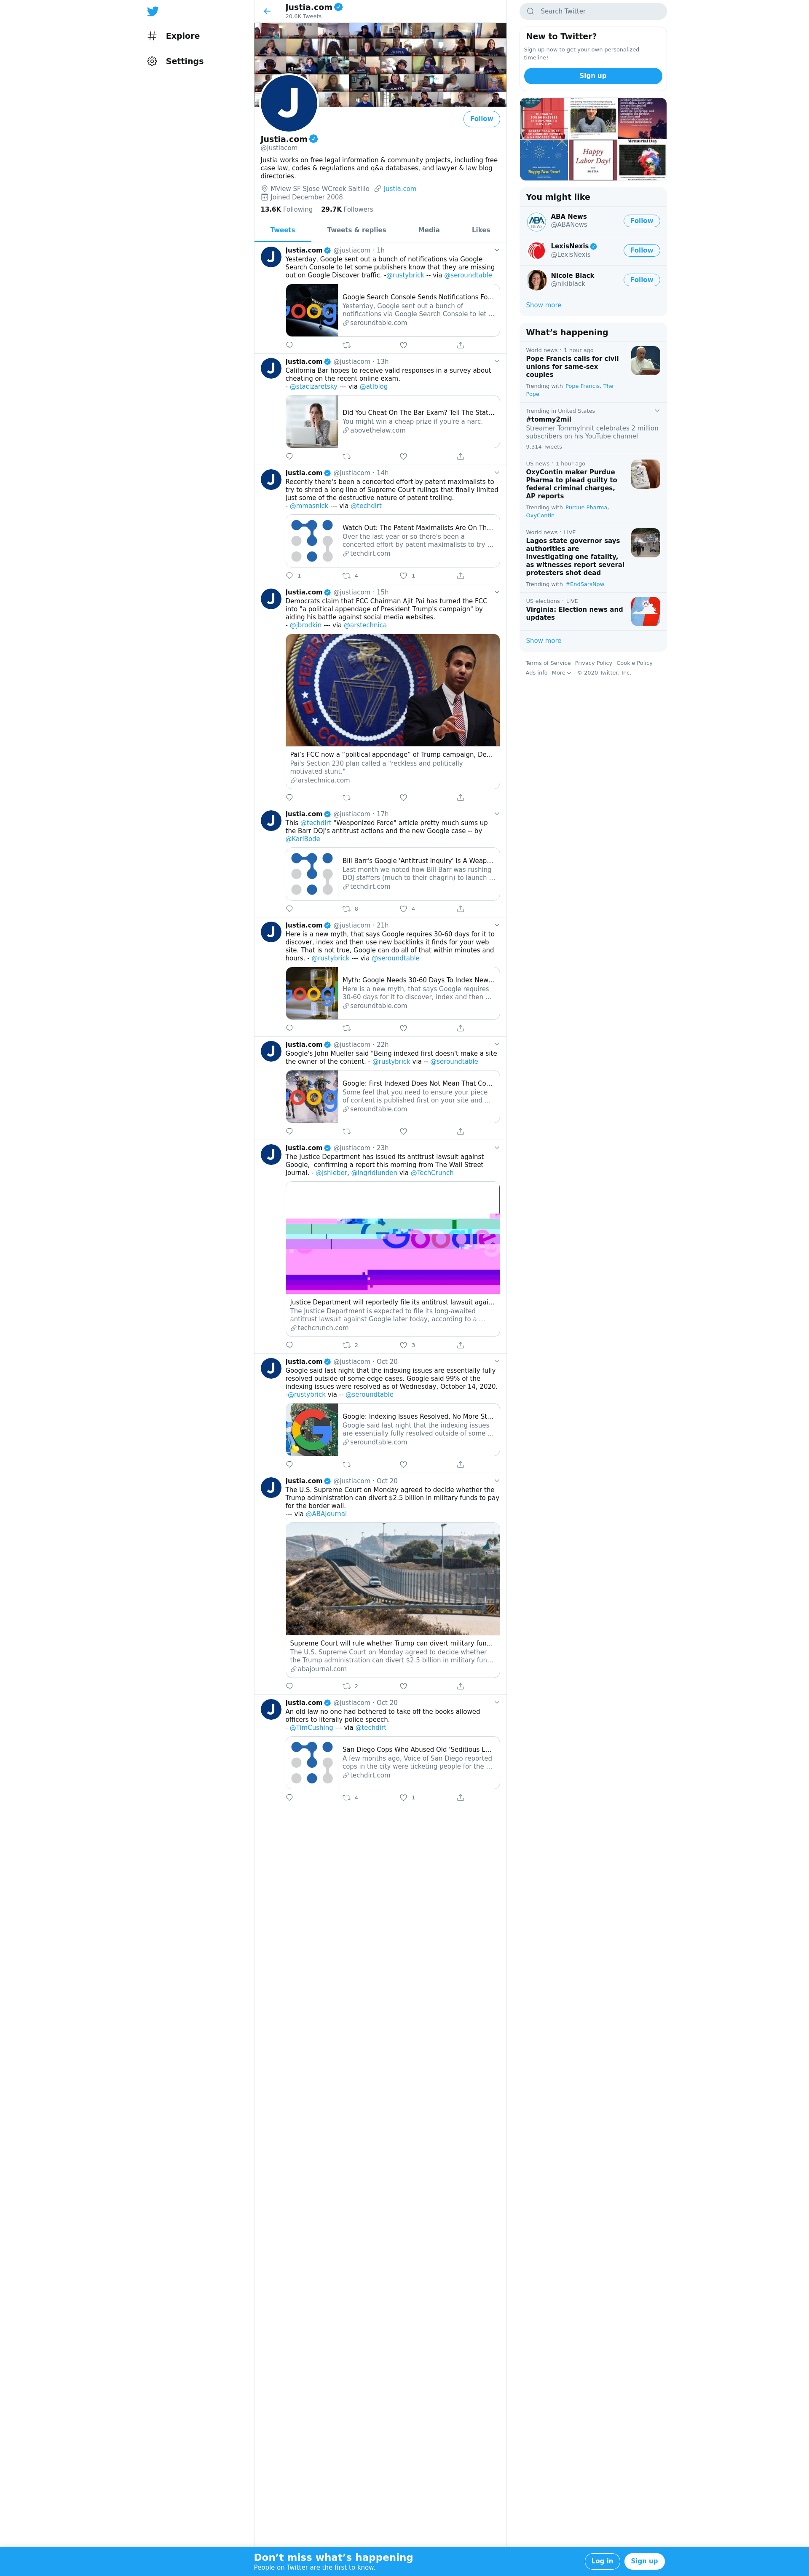 Explore
Settings
Justia.com
20.6K Tweets
Follow
Justia.com
@justiacom
Justia works on free legal information & community projects, including free
case law, codes & regulations and q&a databases, and lawyer & law blog
directories.
MView SF SJose WCreek Saltillo Justia.com
Joined December 2008
13.6K Following 29.7K Followers
Tweets Tweets & replies Media Likes
Justia.com @justiacom · 1h
Yesterday, Google sent out a bunch of notifications via Google
Search Console to let some publishers know that they are missing
out on Google Discover traffic. -@rustybrick -- via @seroundtable
Google Search Console Sends Notifications Fo...
Yesterday, Google sent out a bunch of
notifications via Google Search Console to let ...
seroundtable.com
Justia.com @justiacom · 13h
California Bar hopes to receive valid responses in a survey about
cheating on the recent online exam.
- @stacizaretsky --- via @atlblog
Did You Cheat On The Bar Exam? Tell The Stat...
You might win a cheap prize if you're a narc.
abovethelaw.com
Justia.com @justiacom · 14h
Recently there's been a concerted effort by patent maximalists to
try to shred a long line of Supreme Court rulings that finally limited
just some of the destructive nature of patent trolling.
- @mmasnick --- via @techdirt
Watch Out: The Patent Maximalists Are On Th...
Over the last year or so there's been a
concerted effort by patent maximalists to try ...
techdirt.com
1 4 1
Justia.com @justiacom · 15h
Democrats claim that FCC Chairman Ajit Pai has turned the FCC
into "a political appendage of President Trump's campaign" by
aiding his battle against social media websites.
- @jbrodkin --- via @arstechnica
Pai's FCC now a "political appendage" of Trump campaign, De...
Pai's Section 230 plan called a "reckless and politically
motivated stunt."
arstechnica.com
Justia.com @justiacom · 17h
This @techdirt "Weaponized Farce" article pretty much sums up
the Barr DOJ's antitrust actions and the new Google case -- by
@KarlBode
Bill Barr's Google 'Antitrust Inquiry' Is A Weap...
Last month we noted how Bill Barr was rushing
DOJ staffers (much to their chagrin) to launch ...
techdirt.com
8 4
Justia.com @justiacom · 21h
Here is a new myth, that says Google requires 30-60 days for it to
discover, index and then use new backlinks it finds for your web
site. That is not true, Google can do all of that within minutes and
hours. - @rustybrick --- via @seroundtable
Myth: Google Needs 30-60 Days To Index New...
Here is a new myth, that says Google requires
30-60 days for it to discover, index and then ...
seroundtable.com
Justia.com @justiacom · 22h
Google's John Mueller said "Being indexed first doesn't make a site
the owner of the content. - @rustybrick via -- @seroundtable
Google: First Indexed Does Not Mean That Co...
Some feel that you need to ensure your piece
of content is published first on your site and ...
seroundtable.com
Justia.com @justiacom · 23h
The Justice Department has issued its antitrust lawsuit against
Google, confirming a report this morning from The Wall Street
Journal. - @jshieber, @ingridlunden via @TechCrunch
Justice Department will reportedly file its antitrust lawsuit agai...
The Justice Department is expected to file its long-awaited
antitrust lawsuit against Google later today, according to a ...
techcrunch.com
2 3
Justia.com @justiacom · Oct 20
Google said last night that the indexing issues are essentially fully
resolved outside of some edge cases. Google said 99% of the
indexing issues were resolved as of Wednesday, October 14, 2020.
-@rustybrick via -- @seroundtable
Google: Indexing Issues Resolved, No More St...
Google said last night that the indexing issues
are essentially fully resolved outside of some ...
seroundtable.com
Justia.com @justiacom · Oct 20
The U.S. Supreme Court on Monday agreed to decide whether the
Trump administration can divert $2.5 billion in military funds to pay
for the border wall.
--- via @ABAJournal
Supreme Court will rule whether Trump can divert military fun...
The U.S. Supreme Court on Monday agreed to decide whether
the Trump administration can divert $2.5 billion in military fun...
abajournal.com
2
Justia.com @justiacom · Oct 20
An old law no one had bothered to take off the books allowed
officers to literally police speech.
- @TimCushing --- via @techdirt
San Diego Cops Who Abused Old 'Seditious L...
A few months ago, Voice of San Diego reported
cops in the city were ticketing people for the ...
techdirt.com
4 1
Search Twitter
New to Twitter?
Sign up now to get your own personalized
timeline!
Sign up
Happy New Year!
Happy
Labor Day!
Memorial Day
You might like
ABA News
@ABANews
Follow
LexisNexis
@LexisNexis
Follow
Nicole Black
@nikiblack
Follow
Show more
What's happening
World news · 1 hour ago
Pope Francis calls for civil
unions for same-sex
couples
Trending with Pope Francis, The
Pope
Trending in United States
#tommy2mil
Streamer TommyInnit celebrates 2 million
subscribers on his YouTube channel
9,314 Tweets
US news · 1 hour ago
OxyContin maker Purdue
Pharma to plead guilty to
federal criminal charges,
AP reports
Trending with Purdue Pharma,
OxyContin
World news · LIVE
Lagos state governor says
authorities are
investigating one fatality,
as witnesses report several
protesters shot dead
Trending with #EndSarsNow
US elections · LIVE
Virginia: Election news and
updates
Show more
Terms of Service Privacy Policy Cookie Policy
Ads info More © 2020 Twitter, Inc.
Don't miss what's happening
People on Twitter are the first to know.
Log in
Sign up